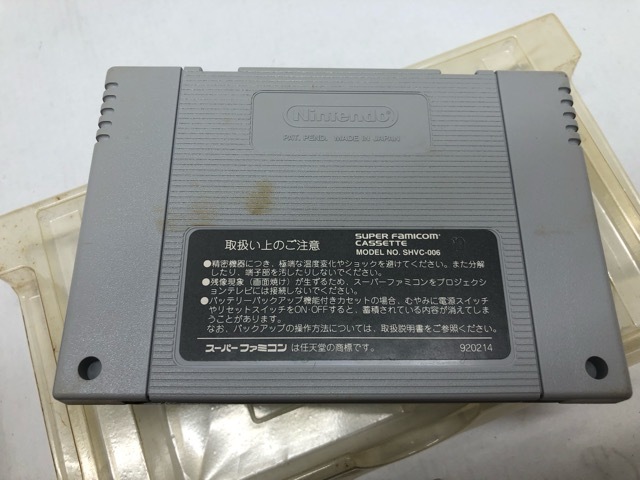 Nintendo
PAT. PEND. MADE IN JAPAN
取扱い上のご注意
SUPER FAMICOM
CASSETTE
MODEL NO. SHVC-006
●精密機器につき、極端な温度変化やショックを避けてください。また分解
したり、端子部を汚したりしないでください。
●残像現象（画面焼け）が生ずるため、スーパーファミコンをプロジェクシ
ョンテレビには接続しないでください。
●バッテリーバックアップ機能付きカセットの場合、むやみに電源スイッチ
やリセットスイッチをON・OFFすると、蓄積されている内容が消えてしま
うことがあります。
なお、バックアップの操作方法については、取扱説明書をご参照ください。
スーパーファミコン は任天堂の商標です。
920214